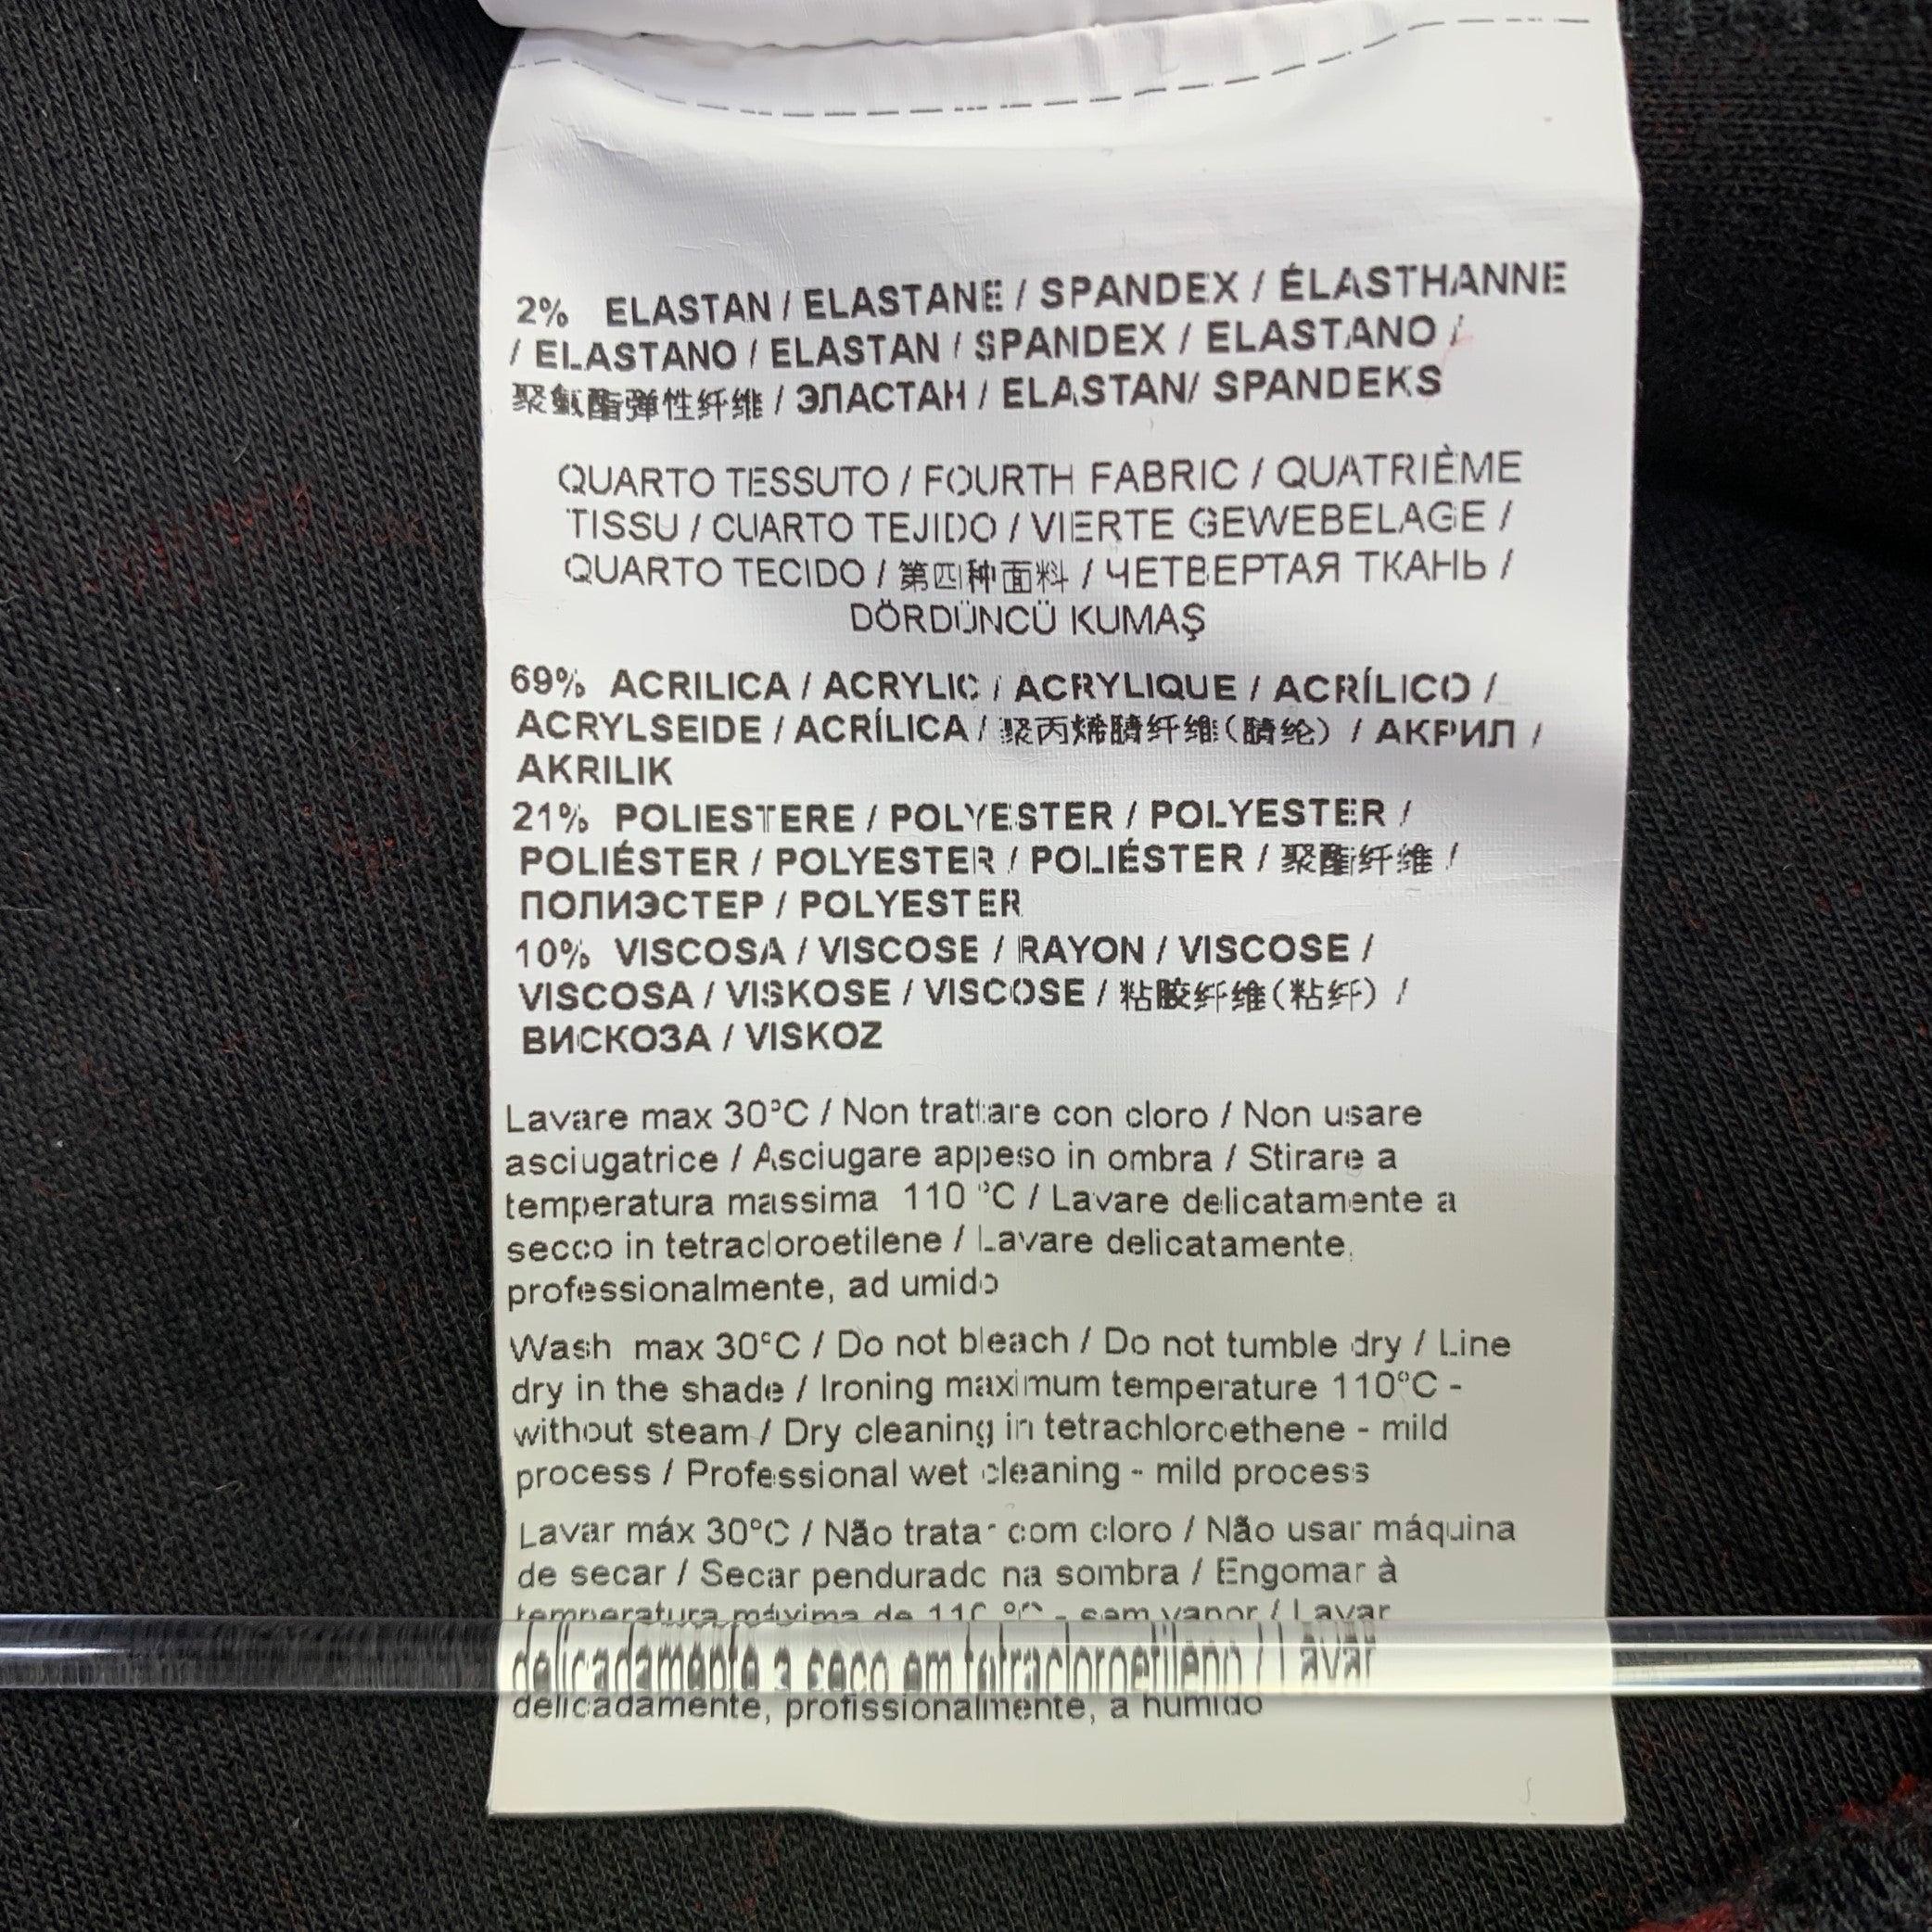 2% ELASTAN / ELASTANE / SPANDEX / ÉLASTHANNE
/ ELASTANO / ELASTAN / SPANDEX / ELASTANO /
聚氨酯弹性纤维 / ЭЛАСТАН / ELASTAN/ SPANDEKS
QUARTO TESSUTO / FOURTH FABRIC / QUATRIÈME
TISSU / CUARTO TEJIDO / VIERTE GEWEBELAGE /
QUARTO TECIDO / 第四种面料 / ЧЕТВЕРТАЯ ТКАНЬ /
DÖRDÜNCÜ KUMAŞ
69% ACRILICA / ACRYLIC / ACRYLIQUE / ACRÍLICO /
ACRYLSEIDE / ACRÍLICA / 聚丙烯腈纤维(腈纶) / АКРИЛ /
AKRILIK
21% POLIESTERE / POLYESTER / POLYESTER /
POLIÉSTER / POLYESTER / POLIÉSTER / 聚酯纤维 /
ПОЛИЭСТЕР / POLYESTER
10% VISCOSA / VISCOSE / RAYON / VISCOSE /
VISCOSA / VISKOSE / VISCOSE / 粘胶纤维(粘纤) /
ВИСКОЗА / VISKOZ
Lavare max 30°C / Non trattare con cloro / Non usare
asciugatrice / Asciugare appeso in ombra / Stirare a
temperatura massima 110 °C / Lavare delicatamente a
secco in tetracloroetilene / Lavare delicatamente,
professionalmente, ad umido
Wash max 30°C / Do not bleach / Do not tumble dry / Line
dry in the shade / Ironing maximum temperature 110°C -
without steam / Dry cleaning in tetrachloroethene - mild
process / Professional wet cleaning - mild process
Lavar máx 30°C / Não tratar com cloro / Não usar máquina
de secar / Secar pendurado na sombra / Engomar à
temperatura máxima de 110 °C - sem vapor / Lavar
delicadamente a seco em tetracloroetileno / Lavar
delicadamente, profissionalmente, a húmido